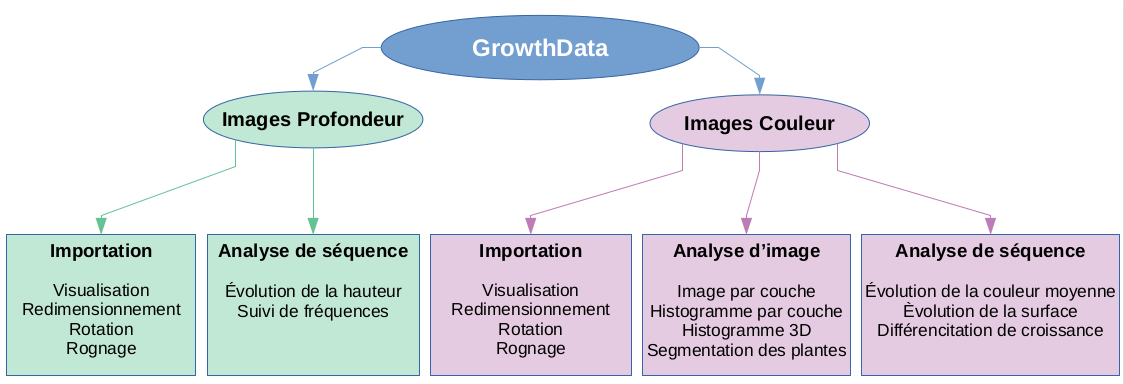 GrowthData
Images Profondeur
Images Couleur
Importation
Visualisation
Redimensionnement
Rotation
Rognage
Analyse de séquence
Évolution de la hauteur
Suivi de fréquences
Importation
Visualisation
Redimensionnement
Rotation
Rognage
Analyse d’image
Image par couche
Histogramme par couche
Histogramme 3D
Segmentation des plantes
Analyse de séquence
Évolution de la couleur moyenne
Èvolution de la surface
Différencitation de croissance